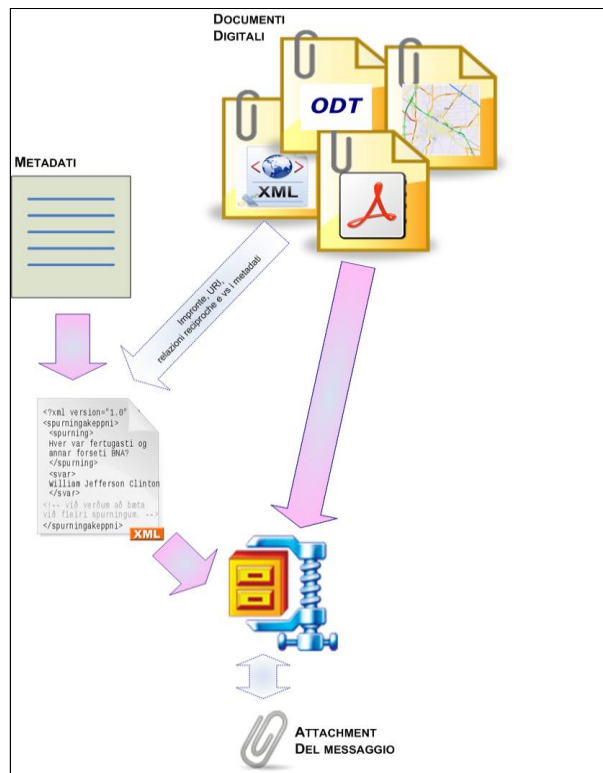 DOCUMENTI
DIGITALI
ODT
<>
XML
METADATI
Impronte, URI,
relazioni reciproche e vs i metadati
<?xml version="1.0"
<spurningakeppni>
<spurning>
Hver var fertugasti og
annar forseti BNA?
</spurning>
<svar>
William Jefferson Clinton
</svar>
<!-- við verðum að bæta
við fleiri spurningum. -->
</spurningakeppni>
XML
ATTACHMENT
DEL MESSAGGIO